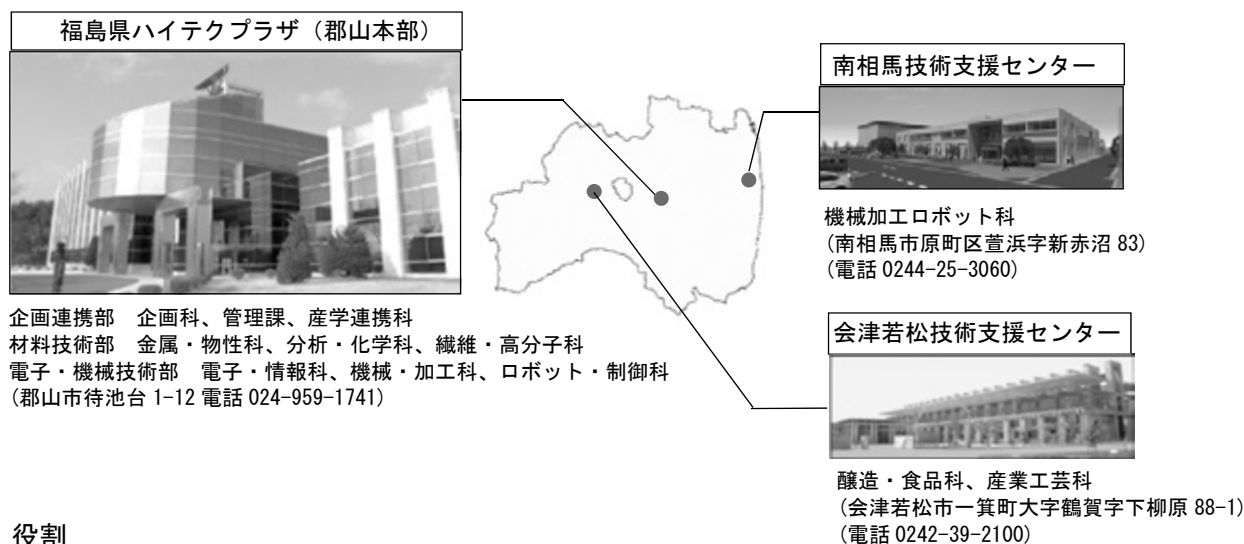 福島県ハイテクプラザ（郡山本部）
企画連携部　企画科、管理課、産学連携科
材料技術部　金属・物性科、分析・化学科、繊維・高分子科
電子・機械技術部　電子・情報科、機械・加工科、ロボット・制御科
(郡山市待池台 1-12 電話 024-959-1741)
南相馬技術支援センター
機械加工ロボット科
(南相馬市原町区萱浜字新赤沼 83)
(電話 0244-25-3060)
会津若松技術支援センター
醸造・食品科、産業工芸科
(会津若松市一箕町大字鶴賀字下柳原 88-1)
(電話 0242-39-2100)
役割